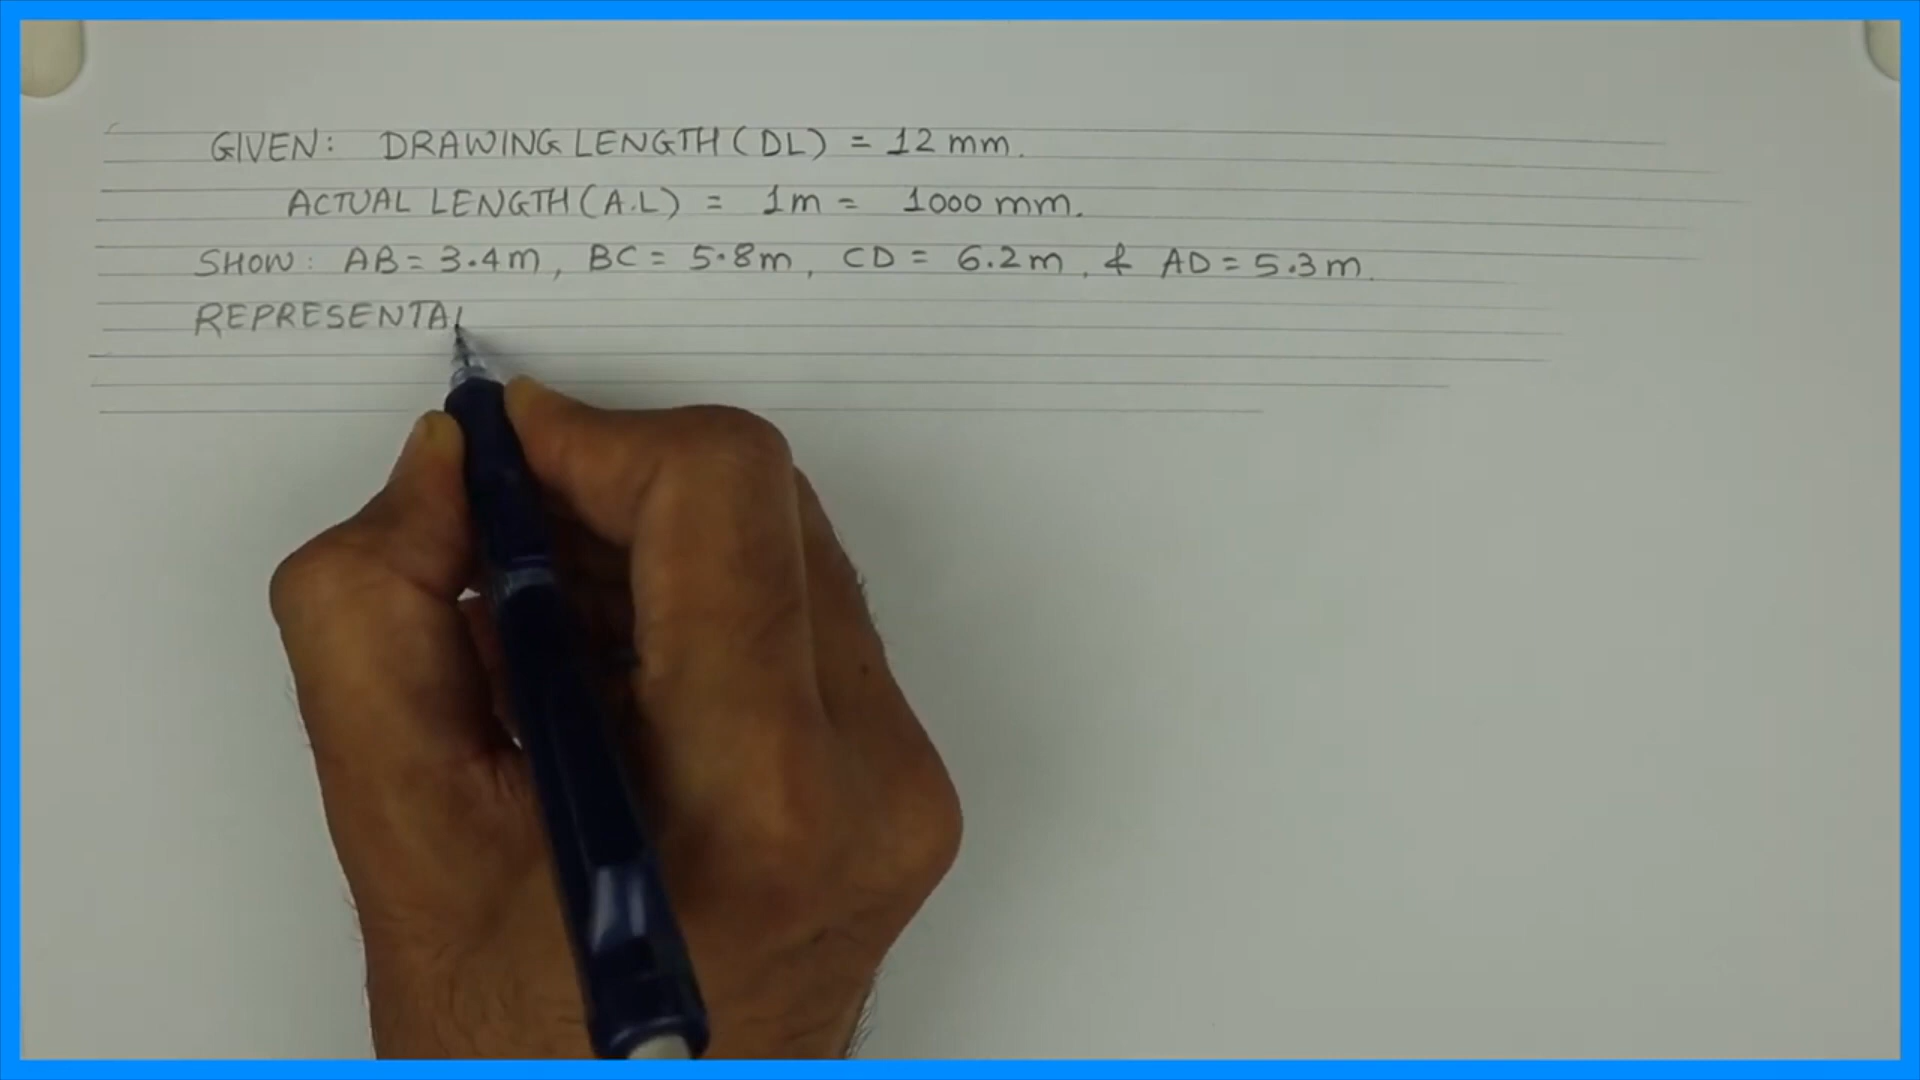 GIVEN: DRAWING LENGTH (DL) = 12 mm.
ACTUAL LENGTH (A.L) = 1m = 1000 mm.
SHOW: AB = 3.4m, BC = 5.8m, CD = 6.2m, & AD = 5.3m.
REPRESENTA